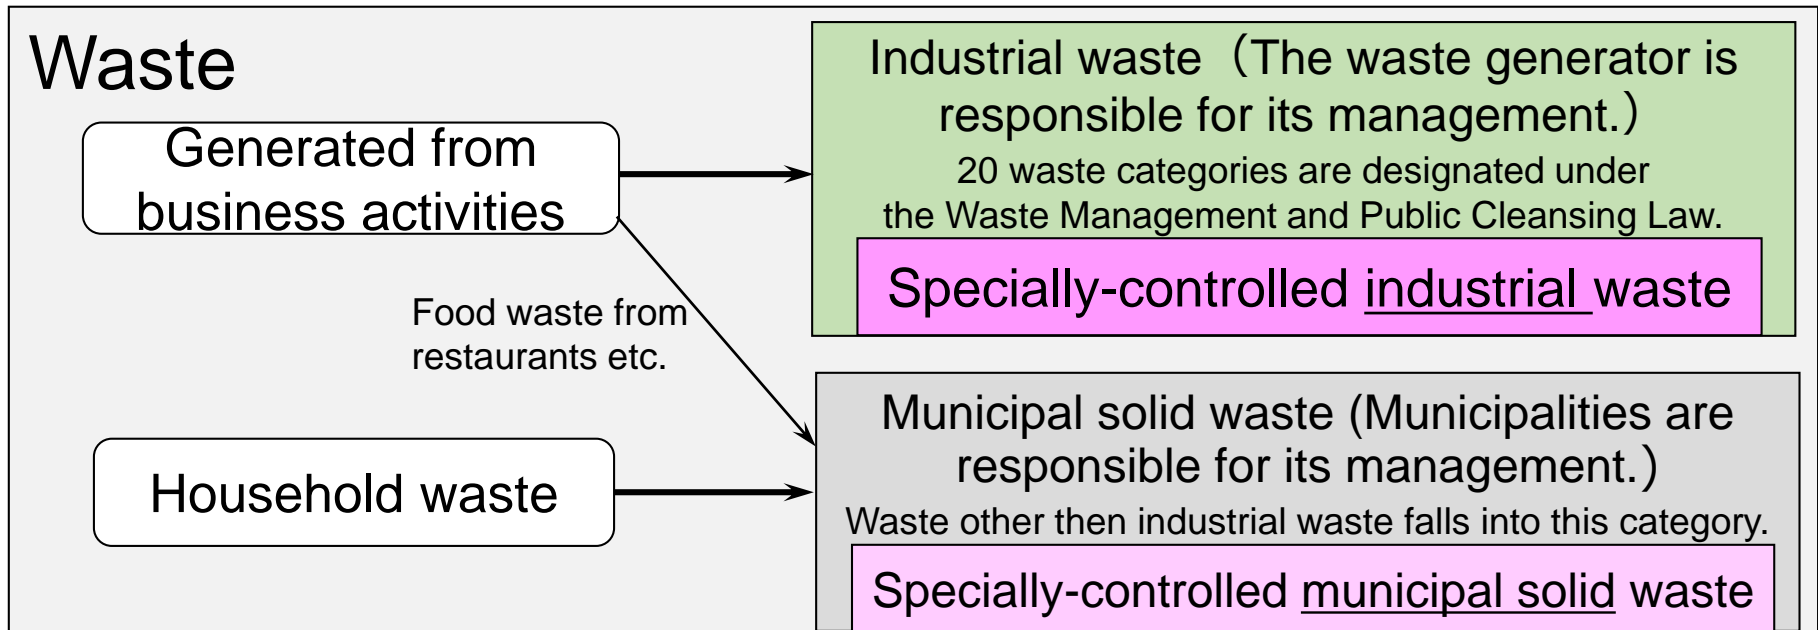 Waste
Generated from
business activities
Food waste from
restaurants etc.
Household waste
Industrial waste（The waste generator is
responsible for its management.）
20 waste categories are designated under
the Waste Management and Public Cleansing Law.
Specially-controlled industrial waste
Municipal solid waste (Municipalities are
responsible for its management.）
Waste other then industrial waste falls into this category.
Specially-controlled municipal solid waste